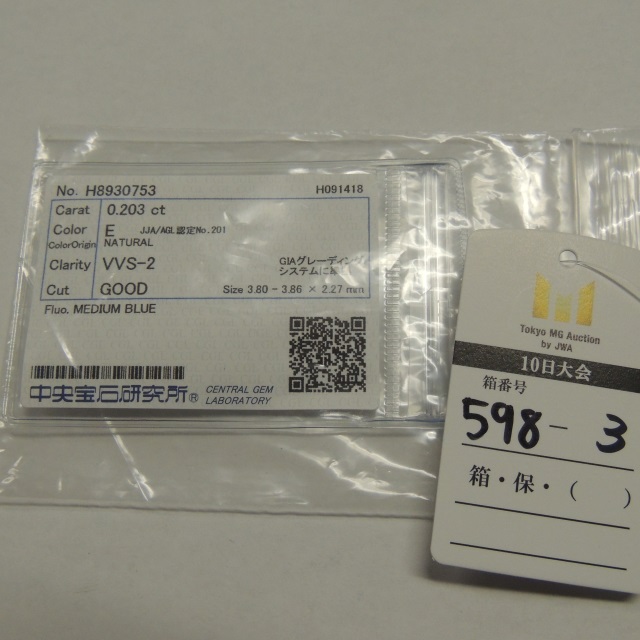 No. H8930753 H091418
Carat 0.203 ct
Color E JJA/AGL認定No.201
ColorOrigin NATURAL
Clarity VVS-2 GIAグレーディング
システムに
Cut GOOD Size 3.80 - 3.86 × 2.27 mm
Fluo. MEDIUM BLUE
中央宝石研究所® CENTRAL GEM
LABORATORY
Tokyo MG Auction
by JWA
10日大会
箱番号
598- 3
箱・保・( )